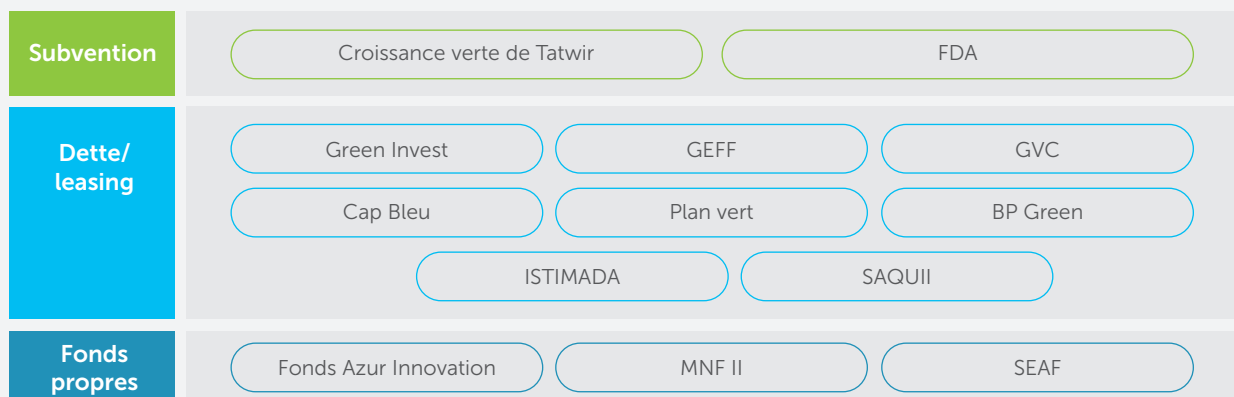 Subvention
Croissance verte de Tatwir
FDA
Dette/
leasing
Green Invest
GEFF
GVC
Cap Bleu
Plan vert
BP Green
ISTIMADA
SAQUII
Fonds
propres
Fonds Azur Innovation
MNF II
SEAF